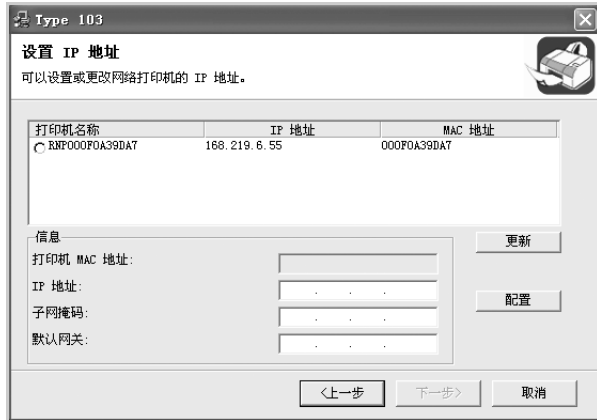 Type 103
设置 IP 地址
可以设置或更改网络打印机的 IP 地址。
打印机名称 IP 地址 MAC 地址
RNP000F0A39DA7 168.219.6.55 000F0A39DA7
信息
更新
打印机 MAC 地址:
IP 地址:
配置
子网掩码:
默认网关:
<上一步 下一步> 取消